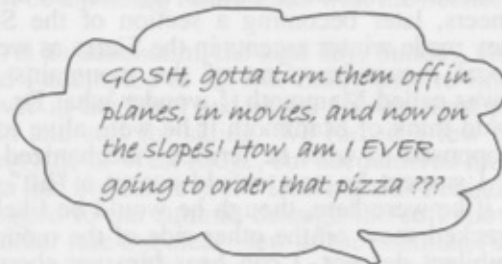 GOSH, gotta turn them off in
planes, in movies, and now on
the slopes! How am I EVER
going to order that pizza ???